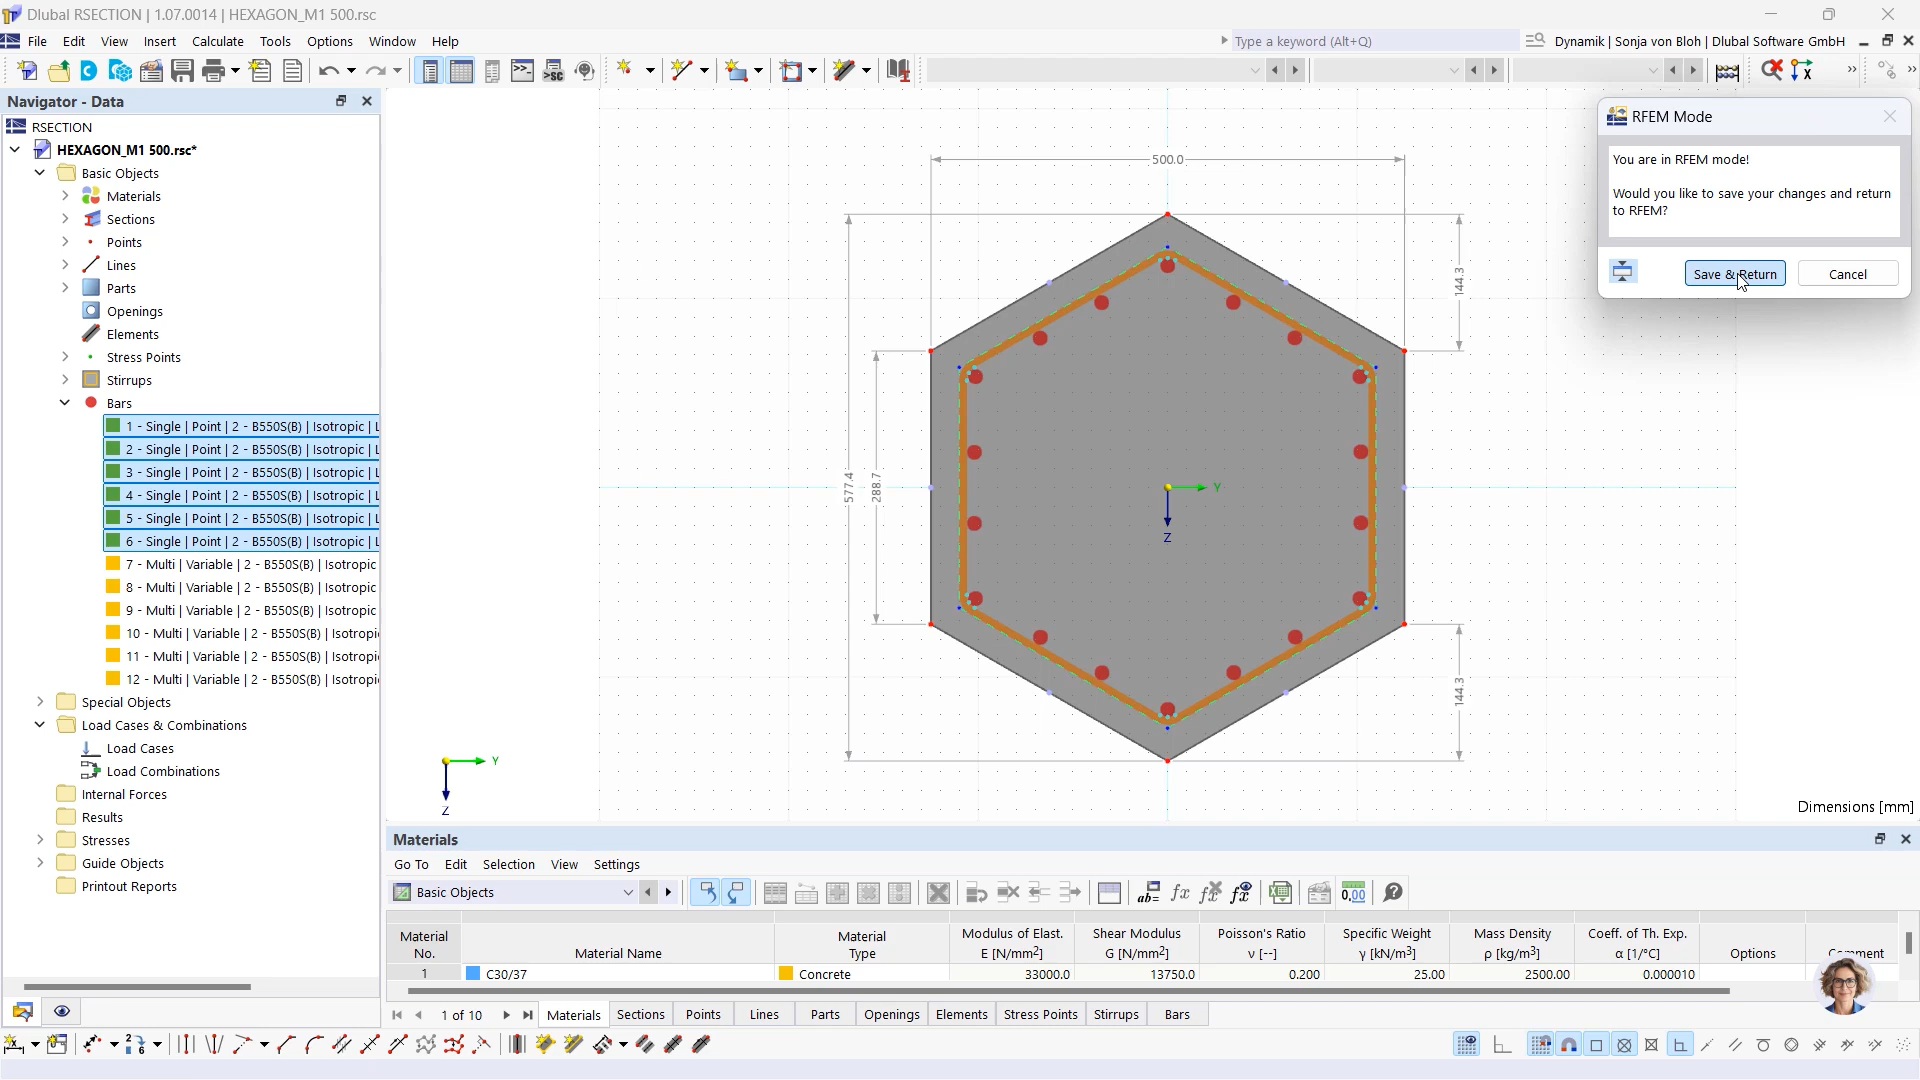 Dlubal RSECTION | 1.07.0014 | HEXAGON_M1 500.rsc
File Edit View Insert Calculate Tools Options Window Help
Type a keyword (Alt+Q)
Dynamik | Sonja von Bloh | Dlubal Software GmbH
Navigator - Data
RSECTION
HEXAGON_M1 500.rsc*
Basic Objects
Materials
Sections
Points
Lines
Parts
Openings
Elements
Stress Points
Stirrups
Bars
1 - Single | Point | 2 - B550S(B) | Isotropic | L
2 - Single | Point | 2 - B550S(B) | Isotropic | L
3 - Single | Point | 2 - B550S(B) | Isotropic | L
4 - Single | Point | 2 - B550S(B) | Isotropic | L
5 - Single | Point | 2 - B550S(B) | Isotropic | L
6 - Single | Point | 2 - B550S(B) | Isotropic | L
7 - Multi | Variable | 2 - B550S(B) | Isotropic
8 - Multi | Variable | 2 - B550S(B) | Isotropic
9 - Multi | Variable | 2 - B550S(B) | Isotropic
10 - Multi | Variable | 2 - B550S(B) | Isotropi
11 - Multi | Variable | 2 - B550S(B) | Isotropi
12 - Multi | Variable | 2 - B550S(B) | Isotropi
Special Objects
Load Cases & Combinations
Load Cases
Load Combinations
Internal Forces
Results
Stresses
Guide Objects
Printout Reports
500.0
144.3
577.4
288.7
144.3
Y
Z
Y
Z
Dimensions [mm]
RFEM Mode
You are in RFEM mode!
Would you like to save your changes and return
to RFEM?
Save & Return Cancel
Materials
Go To Edit Selection View Settings
Basic Objects
Material No. Material Name Material Type Modulus of Elast. E [N/mm²] Shear Modulus G [N/mm²] Poisson's Ratio ν [--] Specific Weight γ [kN/m³] Mass Density ρ [kg/m³] Coeff. of Th. Exp. α [1/°C] Options
1 C30/37 Concrete 33000.0 13750.0 0.200 25.00 2500.00 0.000010
1 of 10 Materials Sections Points Lines Parts Openings Elements Stress Points Stirrups Bars